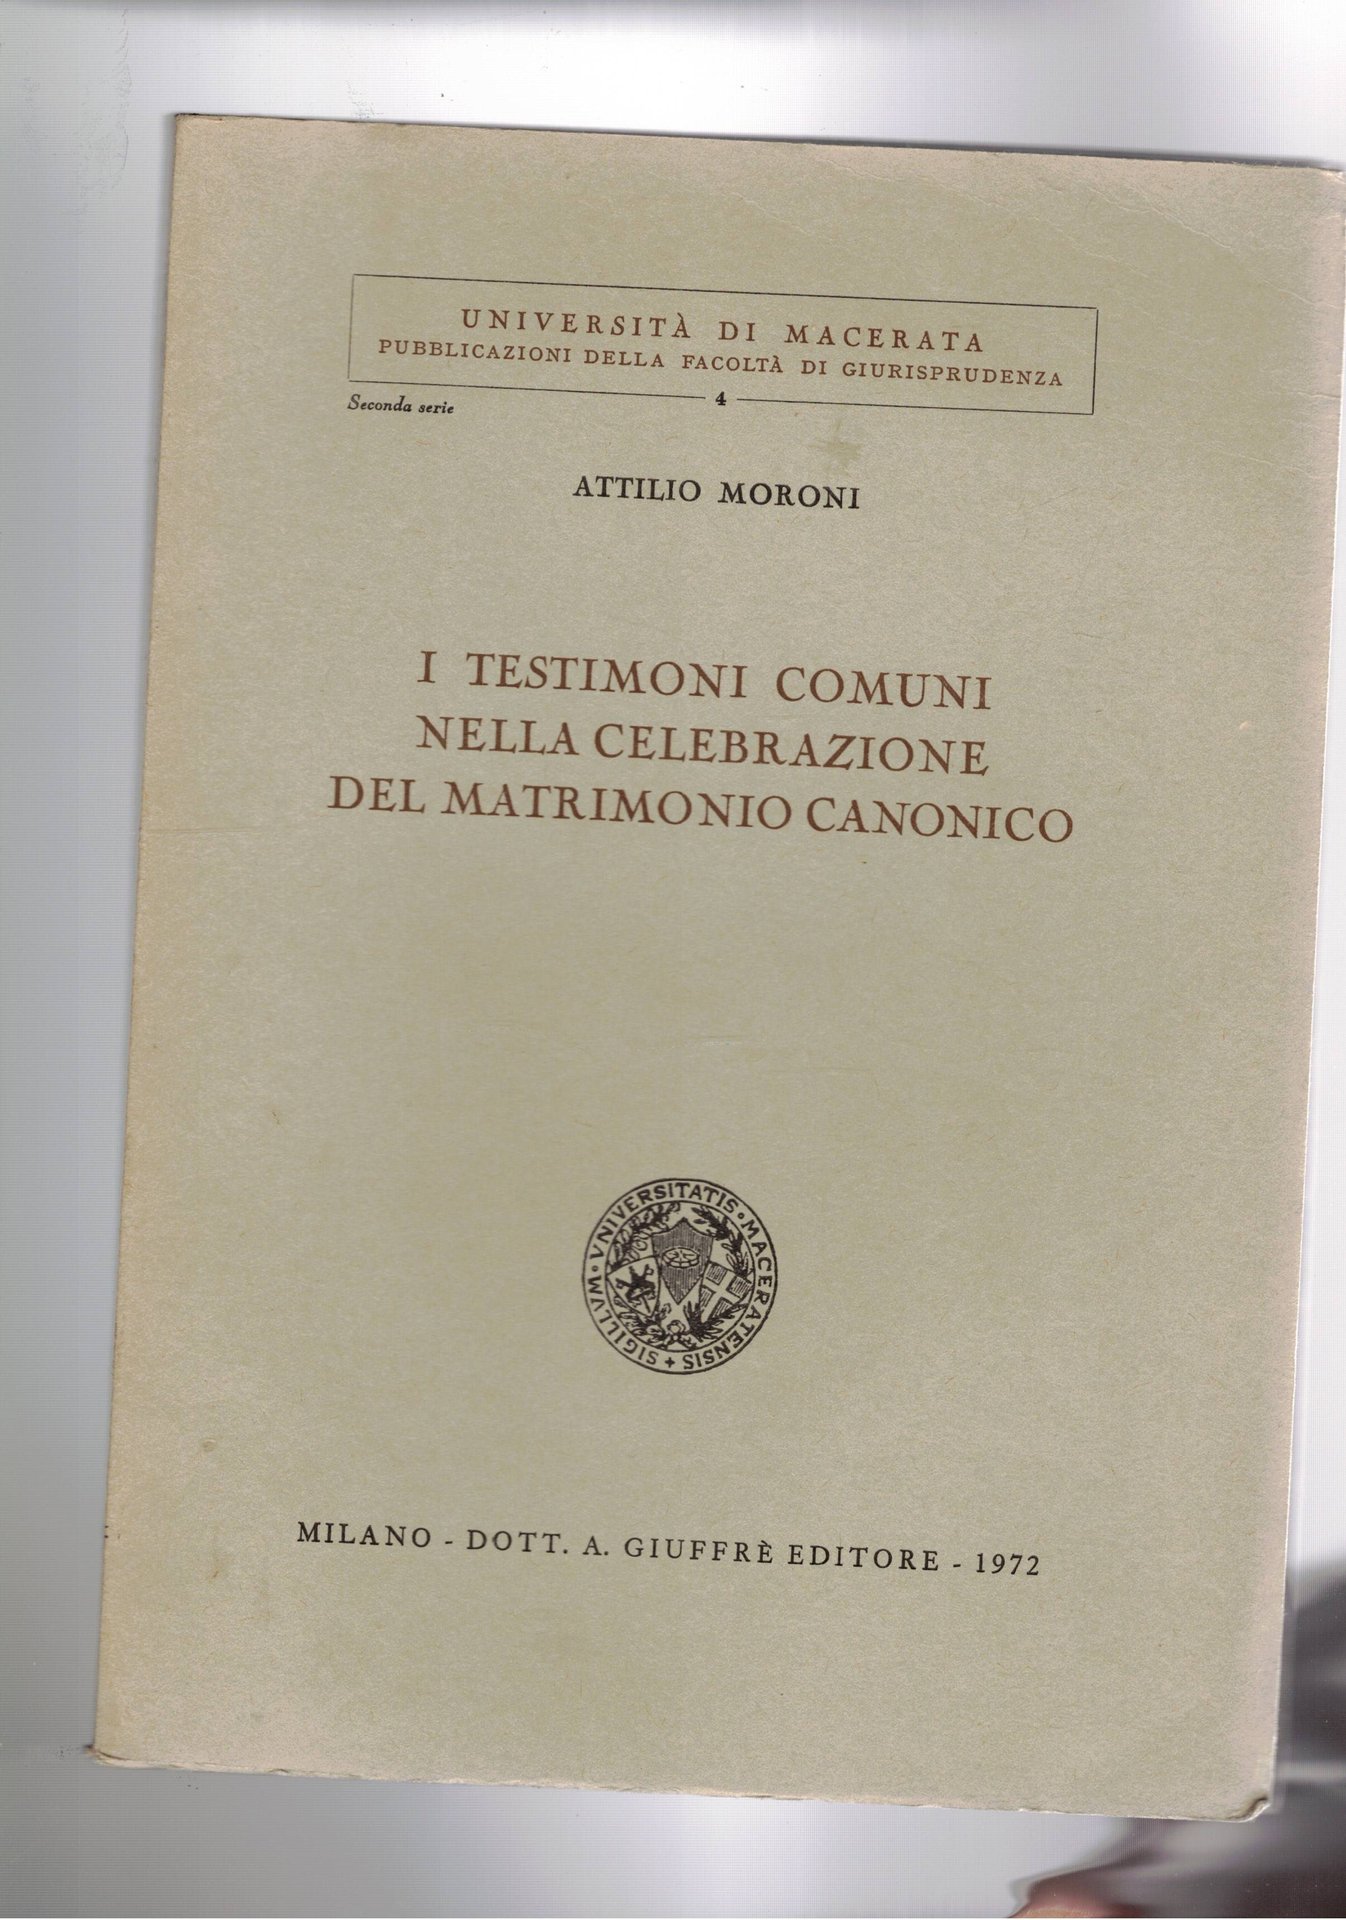 UNIVERSITÀ DI MACERATA
PUBBLICAZIONI DELLA FACOLTÀ DI GIURISPRUDENZA
4
Seconda serie
ATTILIO MORONI
I TESTIMONI COMUNI
NELLA CELEBRAZIONE
DEL MATRIMONIO CANONICO
SIGILLVM • VNIVERSITATIS • MACERATENSIS +
MILANO - DOTT. A. GIUFFRÈ EDITORE - 1972